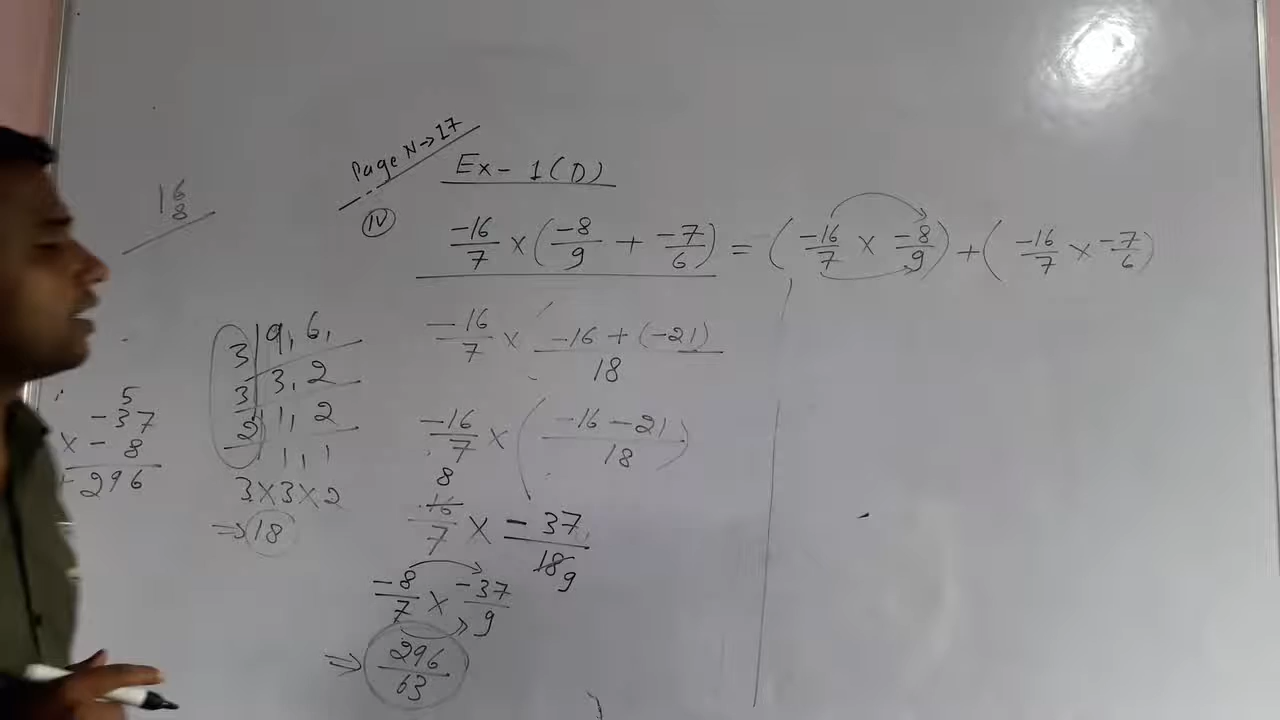 Page N→17
Ex-1(D)
(iv) -16/7 × (-8/9 + -7/6) = (-16/7 × -8/9) + (-16/7 × -7/6)
-16/7 × -16 + (-21)/18
-16/7 × (-16 - 21/18)
8
16/7 × -37/18 9
-8/7 × -37/9
⇒ 296/63
16
8
5
-37
× - 8
296
3 | 9, 6,
3 | 3, 2
2 | 1, 2
1, 1
3×3×2
⇒ 18